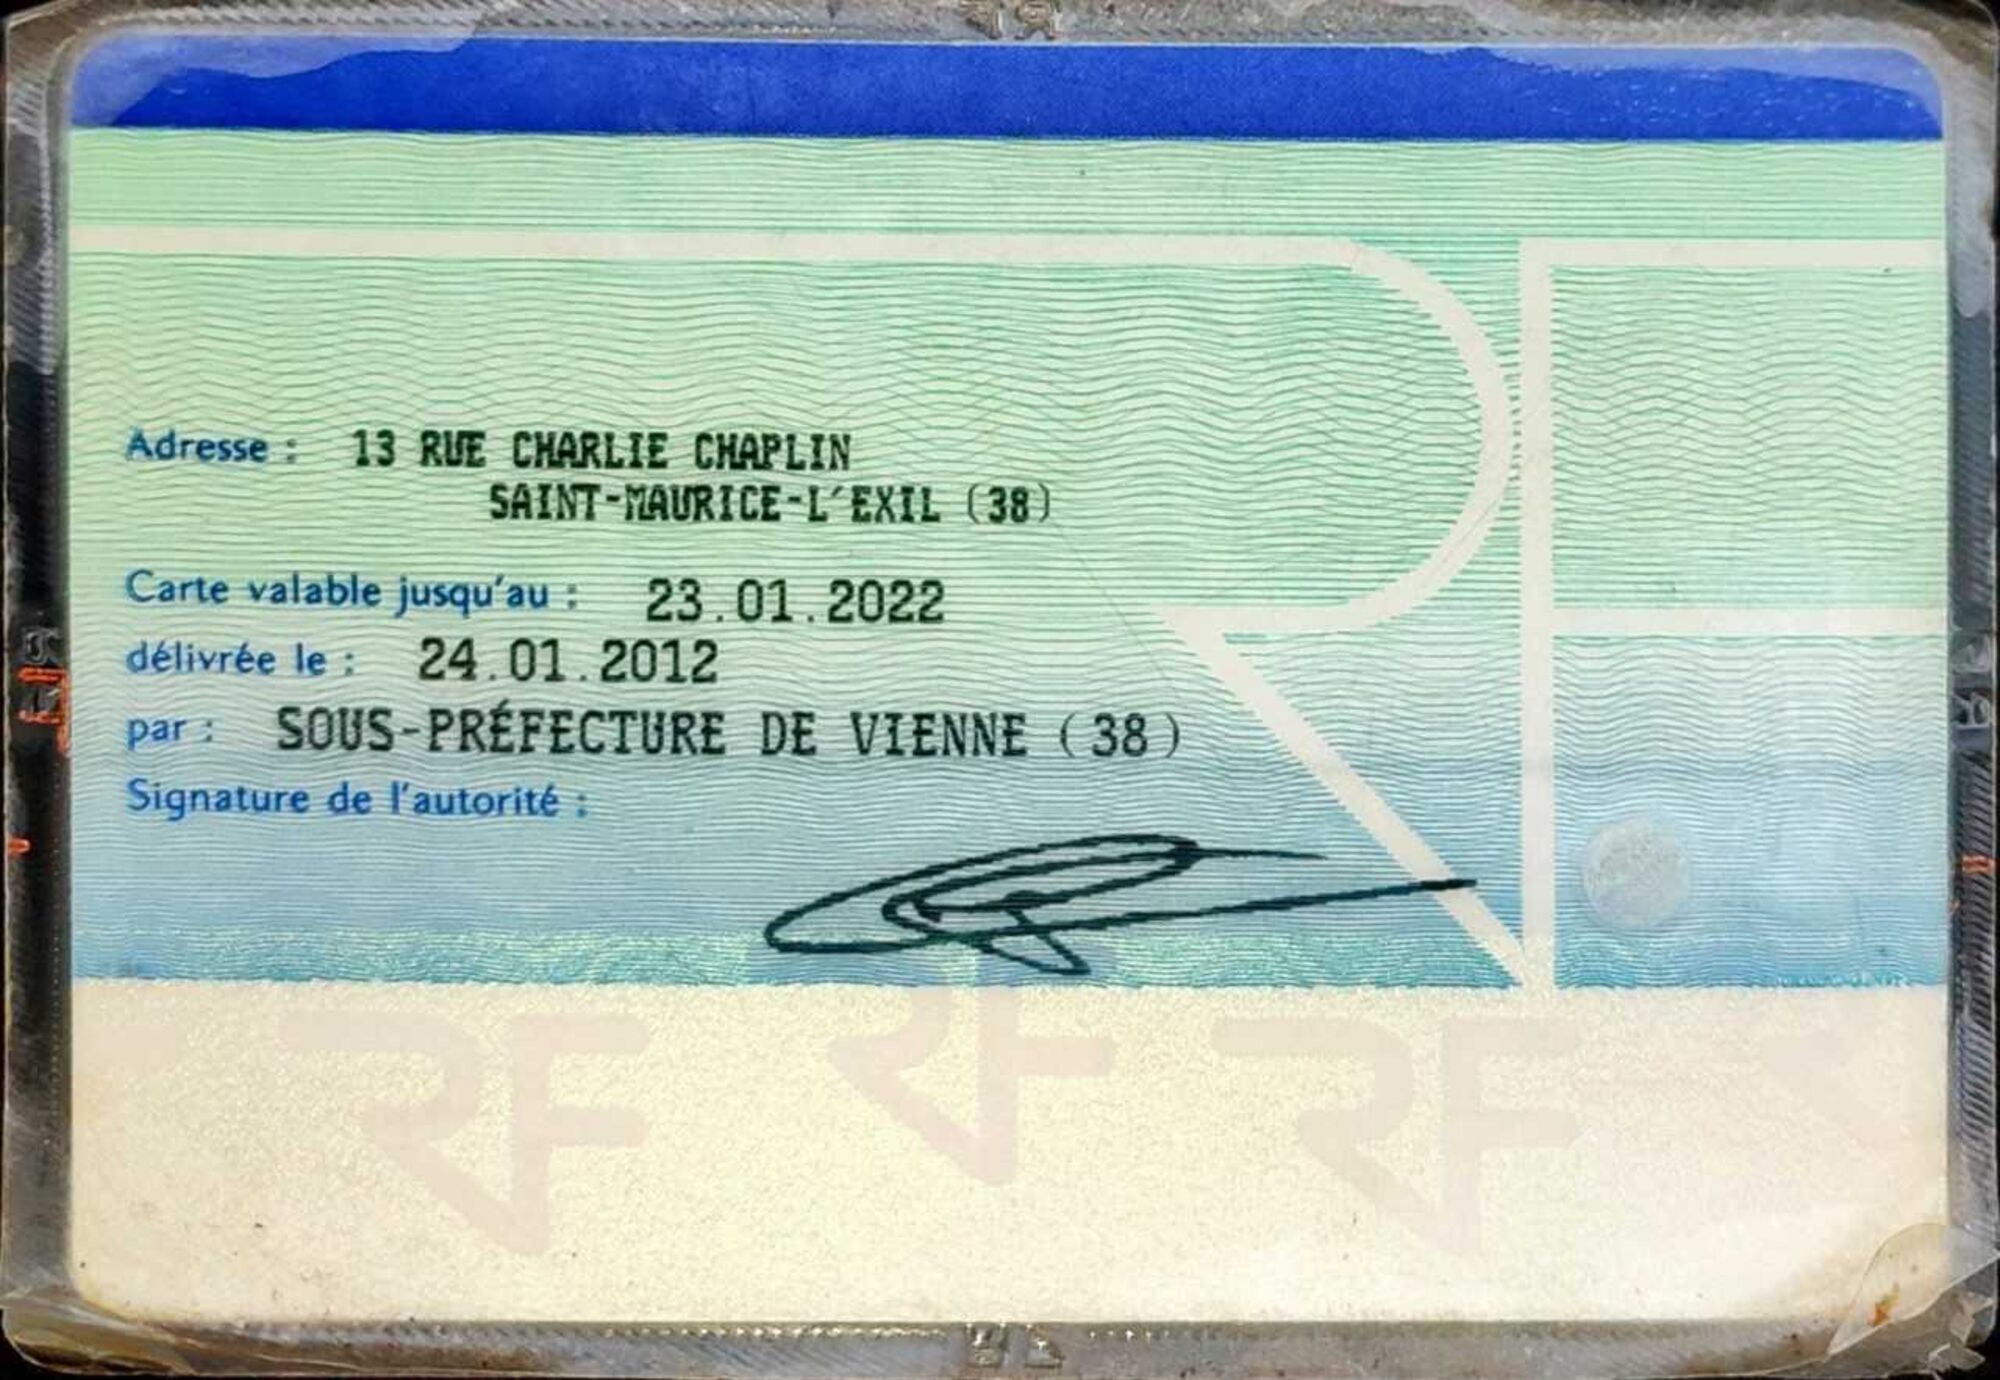 Adresse : 13 RUE CHARLIE CHAPLIN
SAINT-MAURICE-L'EXIL (38)
Carte valable jusqu'au : 23.01.2022
délivrée le : 24.01.2012
par : SOUS-PRÉFECTURE DE VIENNE (38)
Signature de l'autorité :
RF
RF RF RF